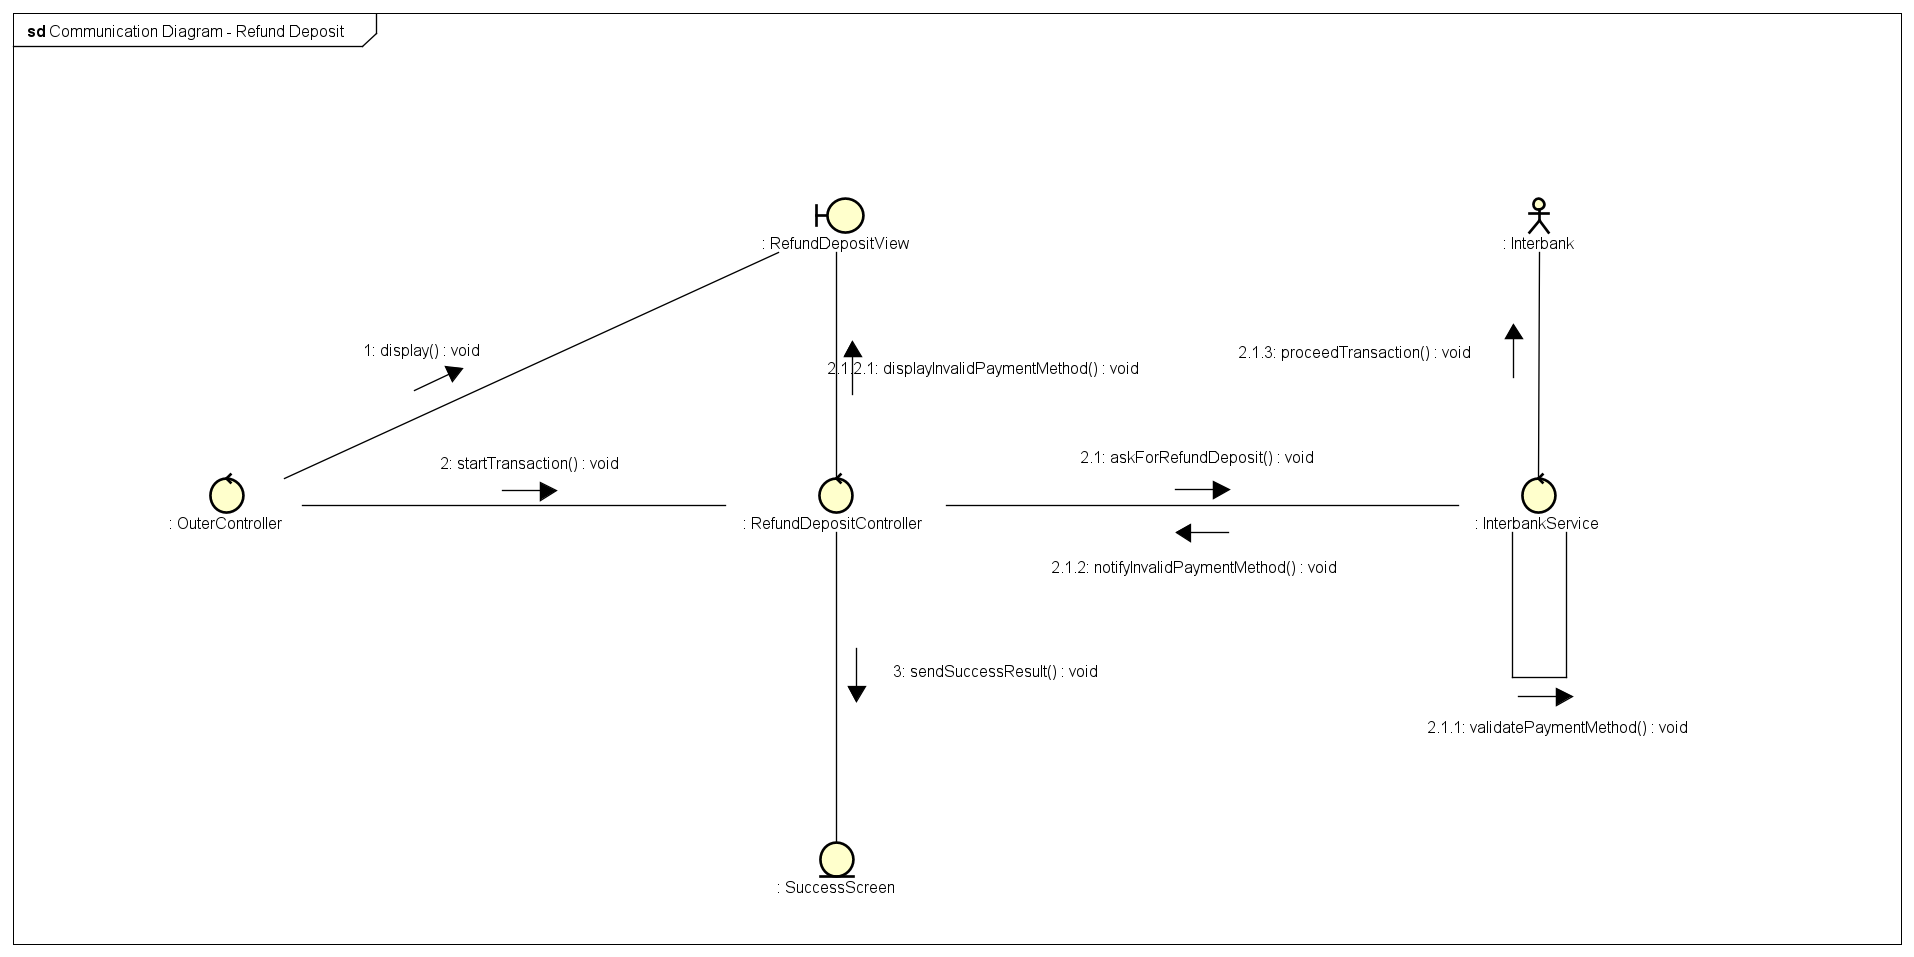 sd Communication Diagram - Refund Deposit
: RefundDepositView
: Interbank
1: display() : void
2.1.2.1: displayInvalidPaymentMethod() : void
2.1.3: proceedTransaction() : void
2: startTransaction() : void
2.1: askForRefundDeposit() : void
: OuterController
: RefundDepositController
: InterbankService
2.1.2: notifyInvalidPaymentMethod() : void
3: sendSuccessResult() : void
2.1.1: validatePaymentMethod() : void
: SuccessScreen